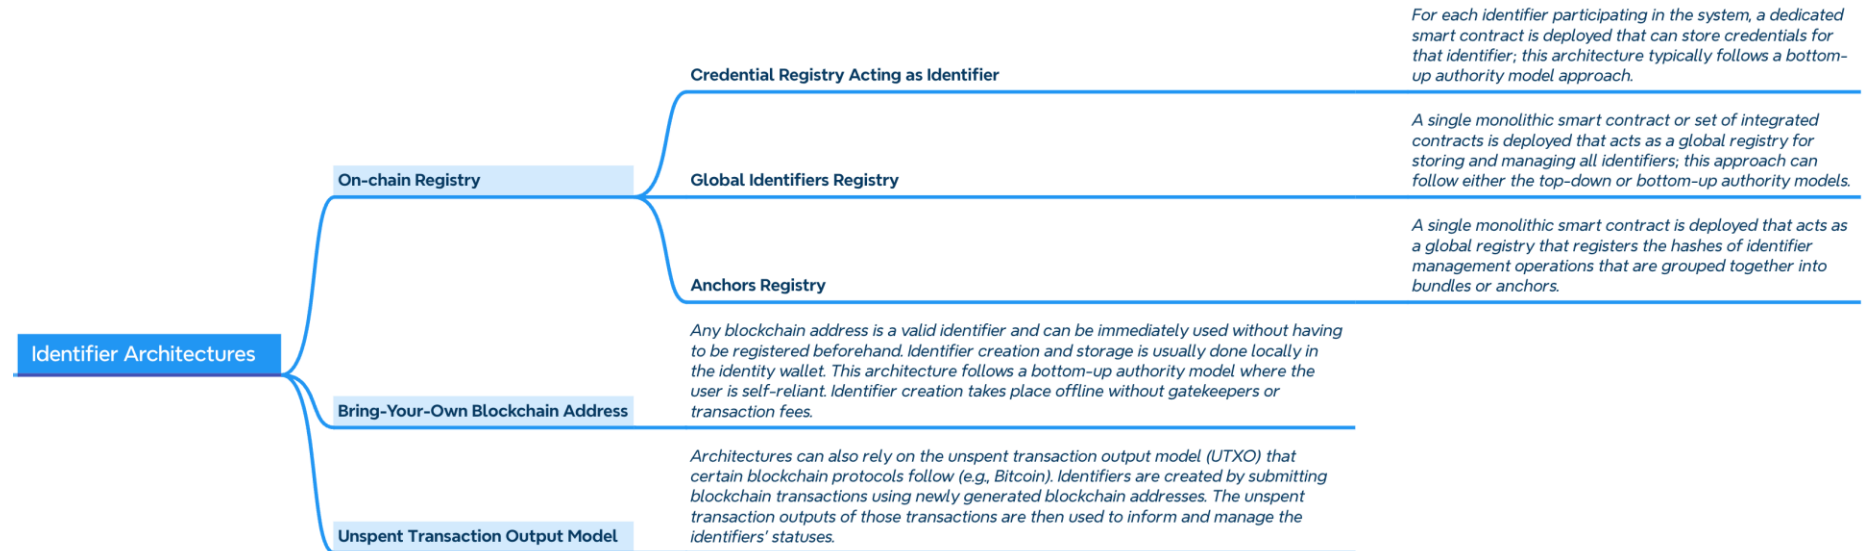 Identifier Architectures
On-chain Registry
Credential Registry Acting as Identifier
For each identifier participating in the system, a dedicated
smart contract is deployed that can store credentials for
that identifier; this architecture typically follows a bottom-
up authority model approach.
Global Identifiers Registry
A single monolithic smart contract or set of integrated
contracts is deployed that acts as a global registry for
storing and managing all identifiers; this approach can
follow either the top-down or bottom-up authority models.
Anchors Registry
A single monolithic smart contract is deployed that acts as
a global registry that registers the hashes of identifier
management operations that are grouped together into
bundles or anchors.
Bring-Your-Own Blockchain Address
Any blockchain address is a valid identifier and can be immediately used without having
to be registered beforehand. Identifier creation and storage is usually done locally in
the identity wallet. This architecture follows a bottom-up authority model where the
user is self-reliant. Identifier creation takes place offline without gatekeepers or
transaction fees.
Unspent Transaction Output Model
Architectures can also rely on the unspent transaction output model (UTXO) that
certain blockchain protocols follow (e.g., Bitcoin). Identifiers are created by submitting
blockchain transactions using newly generated blockchain addresses. The unspent
transaction outputs of those transactions are then used to inform and manage the
identifiers' statuses.